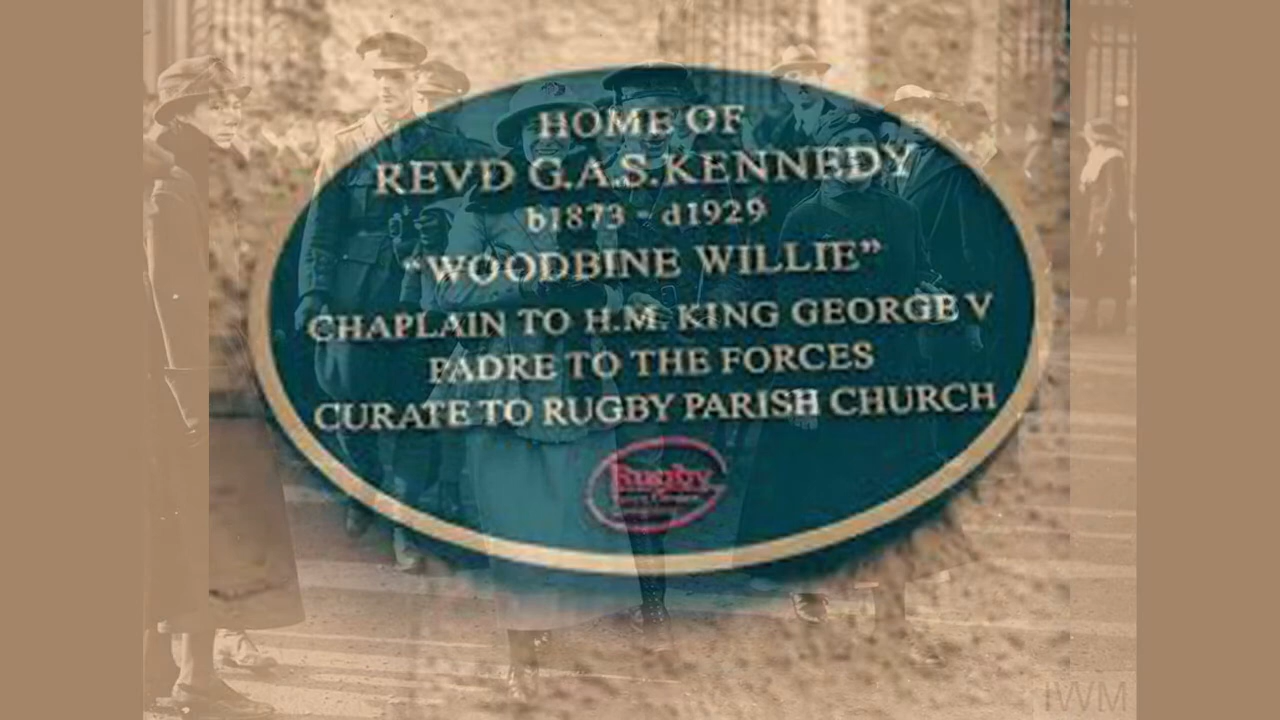 HOME OF
REVD G.A.S. KENNEDY
b1873 - d1929
“WOODBINE WILLIE”
CHAPLAIN TO H.M. KING GEORGE V
PADRE TO THE FORCES
CURATE TO RUGBY PARISH CHURCH
Rugby
IWM